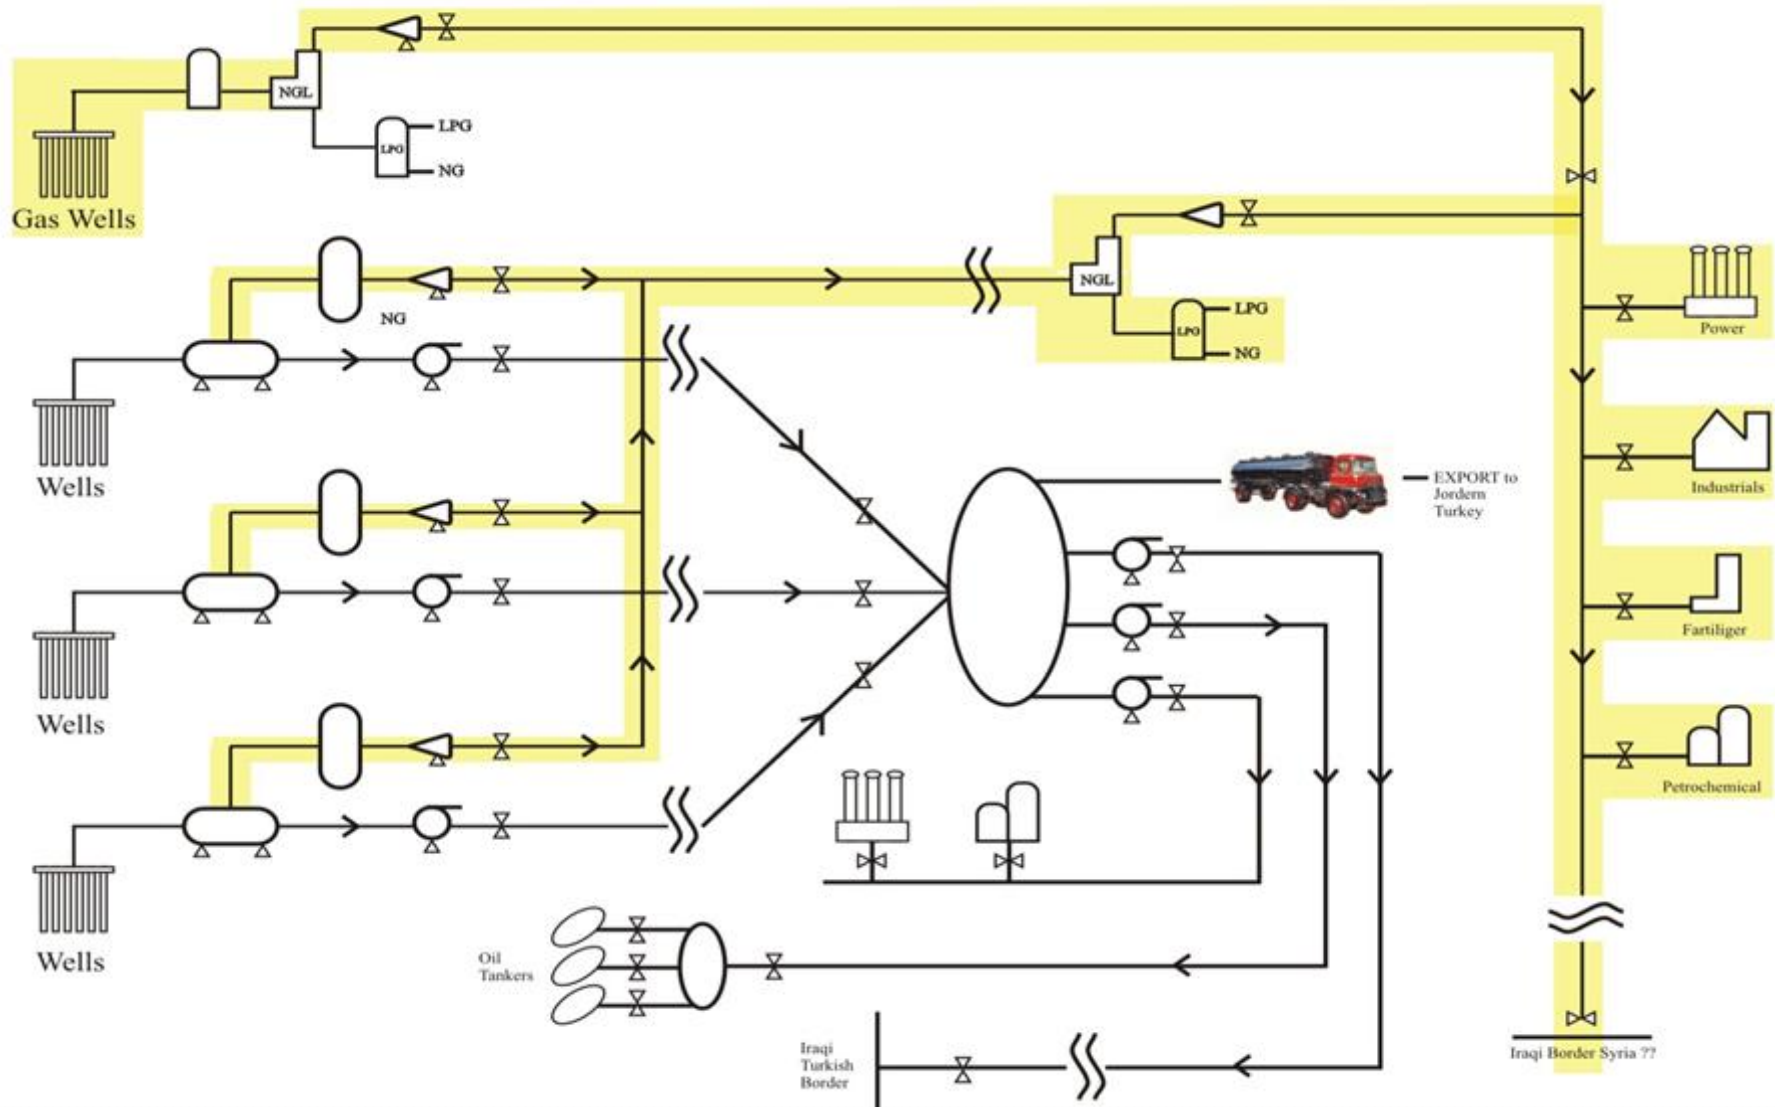 NGL
LPG
LPG
NG
Gas Wells
NG
NGL
LPG
LPG
NG
Power
Wells
Industrials
EXPORT to
Jordern
Turkey
Wells
Fartiliger
Petrochemical
Wells
Oil
Tankers
Iraqi
Turkish
Border
Iraqi Border Syria ??